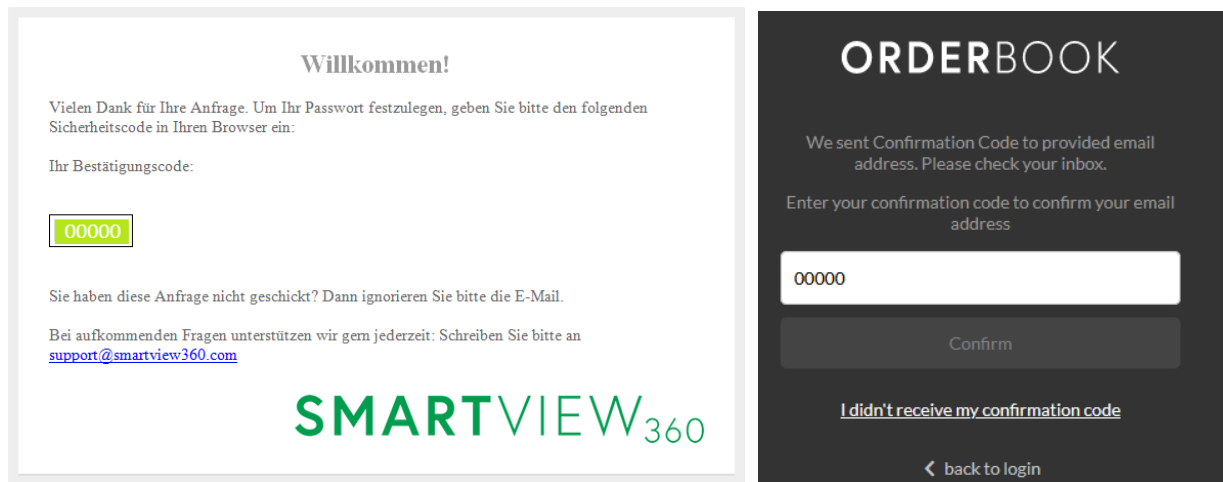 Willkommen!
Vielen Dank für Ihre Anfrage. Um Ihr Passwort festzulegen, geben Sie bitte den folgenden
Sicherheitscode in Ihren Browser ein:
Ihr Bestätigungscode:
00000
Sie haben diese Anfrage nicht geschickt? Dann ignorieren Sie bitte die E-Mail.
Bei aufkommenden Fragen unterstützen wir gern jederzeit: Schreiben Sie bitte an
support@smartview360.com
SMARTVIEW360
ORDERBOOK
We sent Confirmation Code to provided email
address. Please check your inbox.
Enter your confirmation code to confirm your email
address
00000
Confirm
I didn't receive my confirmation code
back to login